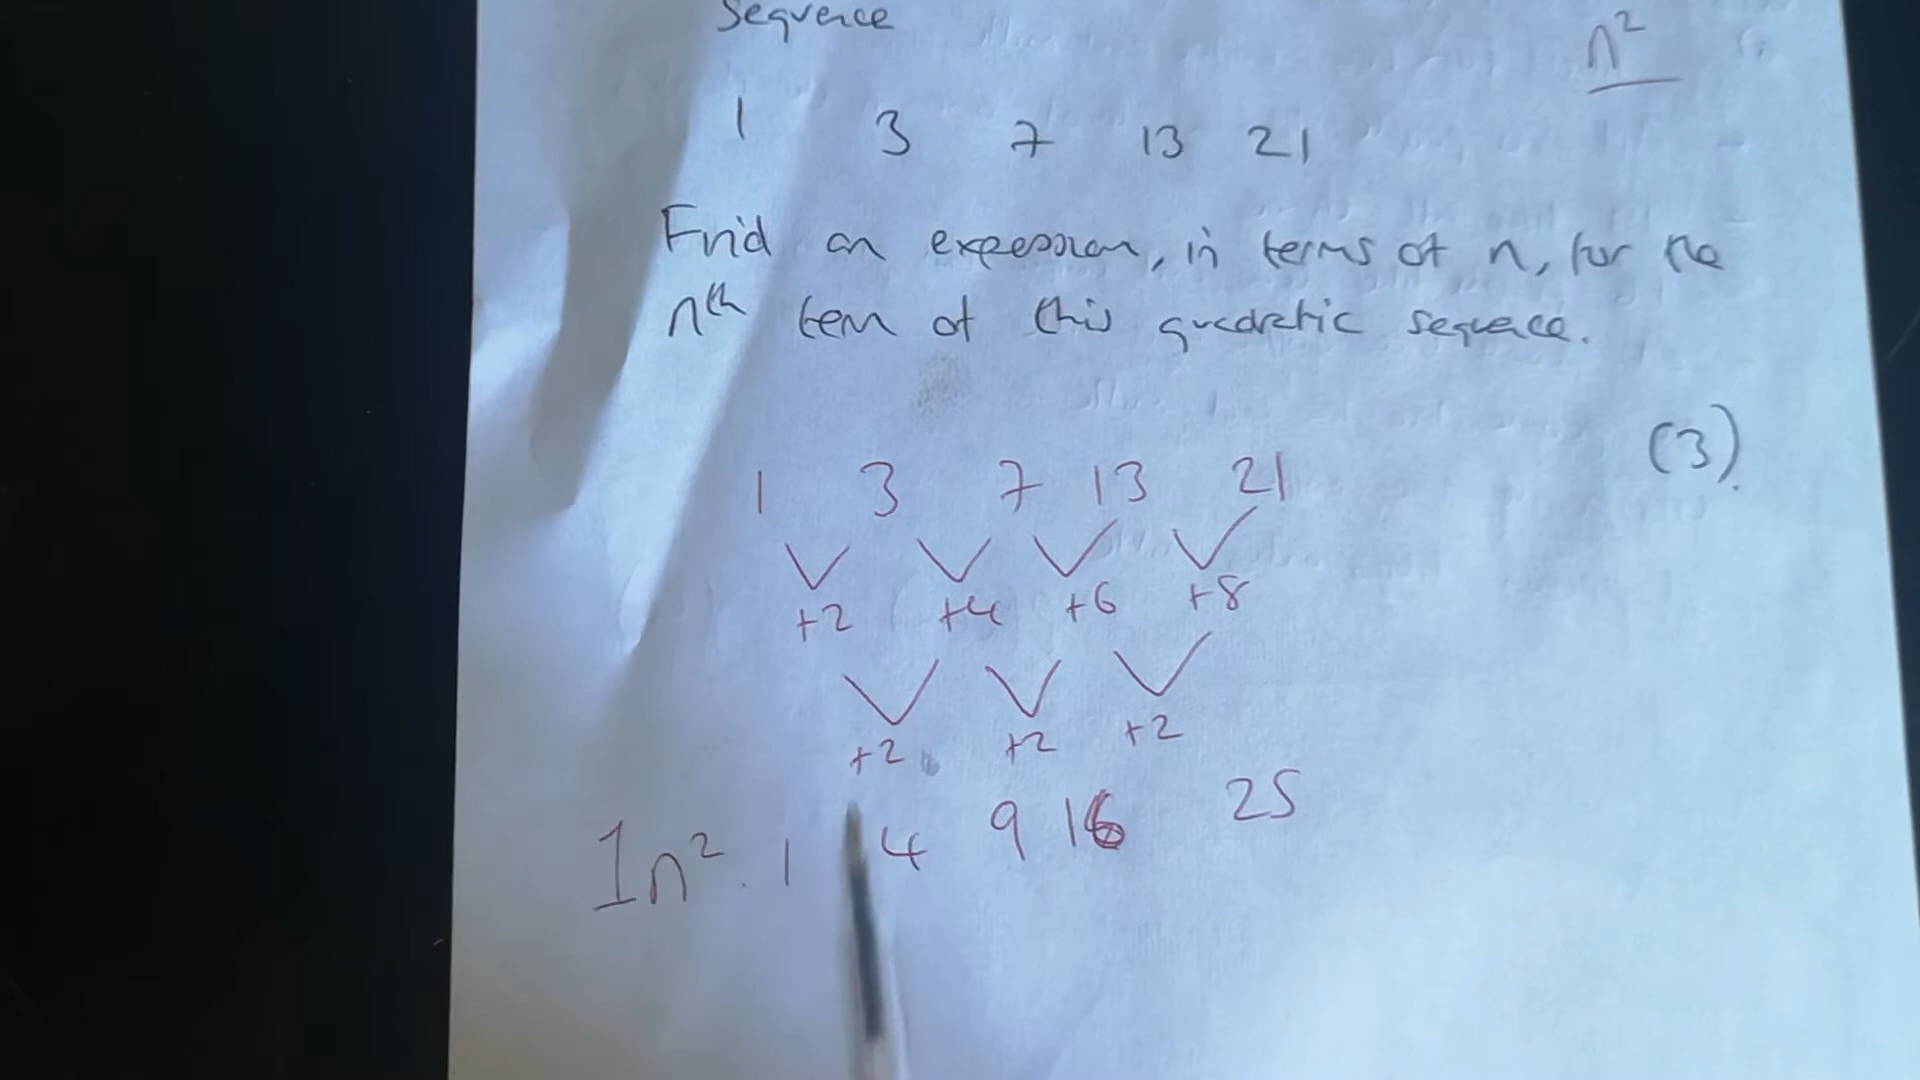 Sequence
n²
1 3 7 13 21
Find an expression, in terms of n, for the
nth term of this quadratic sequence.
(3)
1 3 7 13 21
+2 +4 +6 +8
+2 +2 +2
1n² 1 4 9 16 25